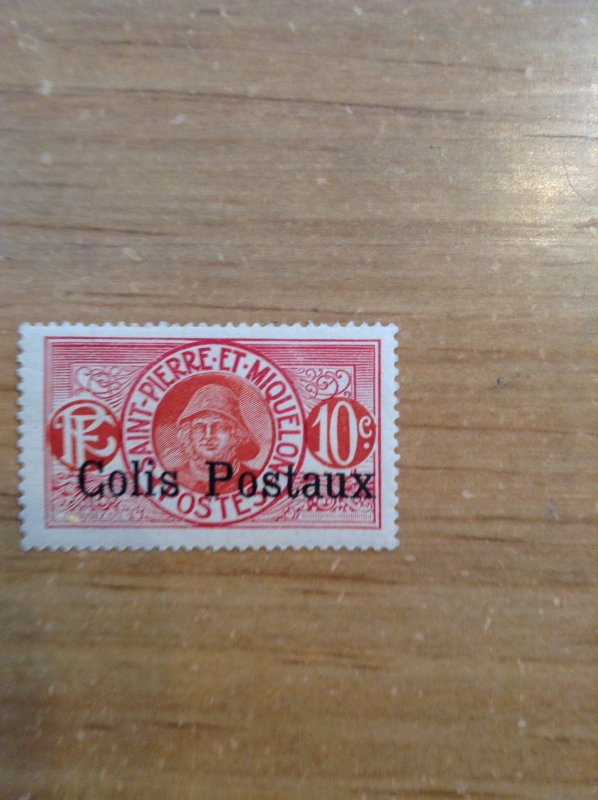 SAINT-PIERRE-ET-MIQUELON
RF
10c.
Colis Postaux
POSTES